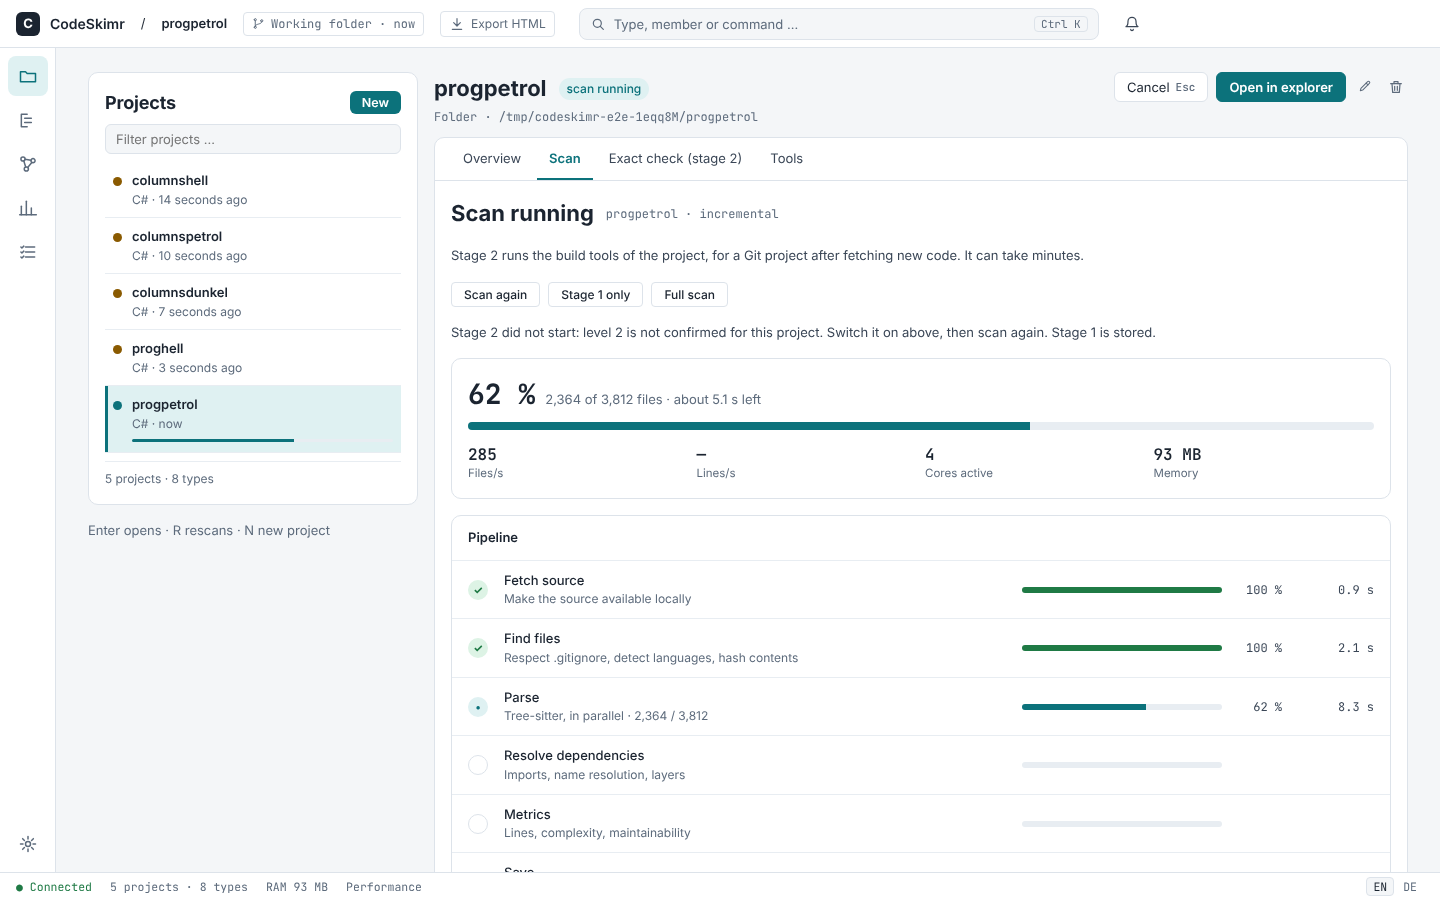 C CodeSkimr / progpetrol Working folder · now Export HTML Type, member or command ... Ctrl K
Projects New
Filter projects ...
columnshell
C# · 14 seconds ago
columnspetrol
C# · 10 seconds ago
columnsdunkel
C# · 7 seconds ago
proghell
C# · 3 seconds ago
progpetrol
C# · now
5 projects · 8 types
Enter opens · R rescans · N new project
progpetrol scan running Cancel Esc Open in explorer
Folder · /tmp/codeskimr-e2e-1eqq8M/progpetrol
Overview Scan Exact check (stage 2) Tools
Scan running progpetrol · incremental
Stage 2 runs the build tools of the project, for a Git project after fetching new code. It can take minutes.
Scan again Stage 1 only Full scan
Stage 2 did not start: level 2 is not confirmed for this project. Switch it on above, then scan again. Stage 1 is stored.
62 % 2,364 of 3,812 files · about 5.1 s left
285 – 4 93 MB
Files/s Lines/s Cores active Memory
Pipeline
Fetch source
Make the source available locally
100 % 0.9 s
Find files
Respect .gitignore, detect languages, hash contents
100 % 2.1 s
Parse
Tree-sitter, in parallel · 2,364 / 3,812
62 % 8.3 s
Resolve dependencies
Imports, name resolution, layers
Metrics
Lines, complexity, maintainability
Save
Connected 5 projects · 8 types RAM 93 MB Performance EN DE